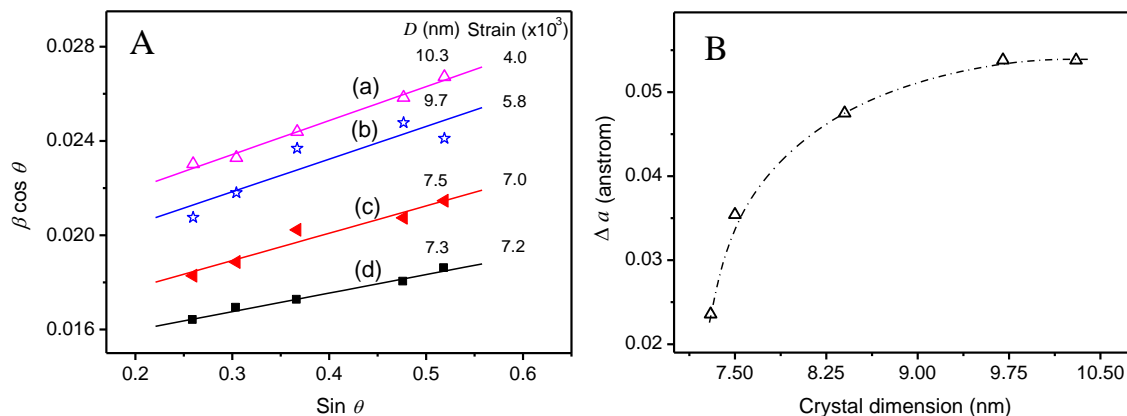 A
D (nm) Strain (x10³)
10.3 4.0
(a)
9.7 5.8
(b)
7.5 7.0
(c)
7.3 7.2
(d)
β cos θ
0.028
0.024
0.020
0.016
0.2 0.3 0.4 0.5 0.6
Sin θ
B
Δ a (anstrom)
0.05
0.04
0.03
0.02
7.50 8.25 9.00 9.75 10.50
Crystal dimension (nm)